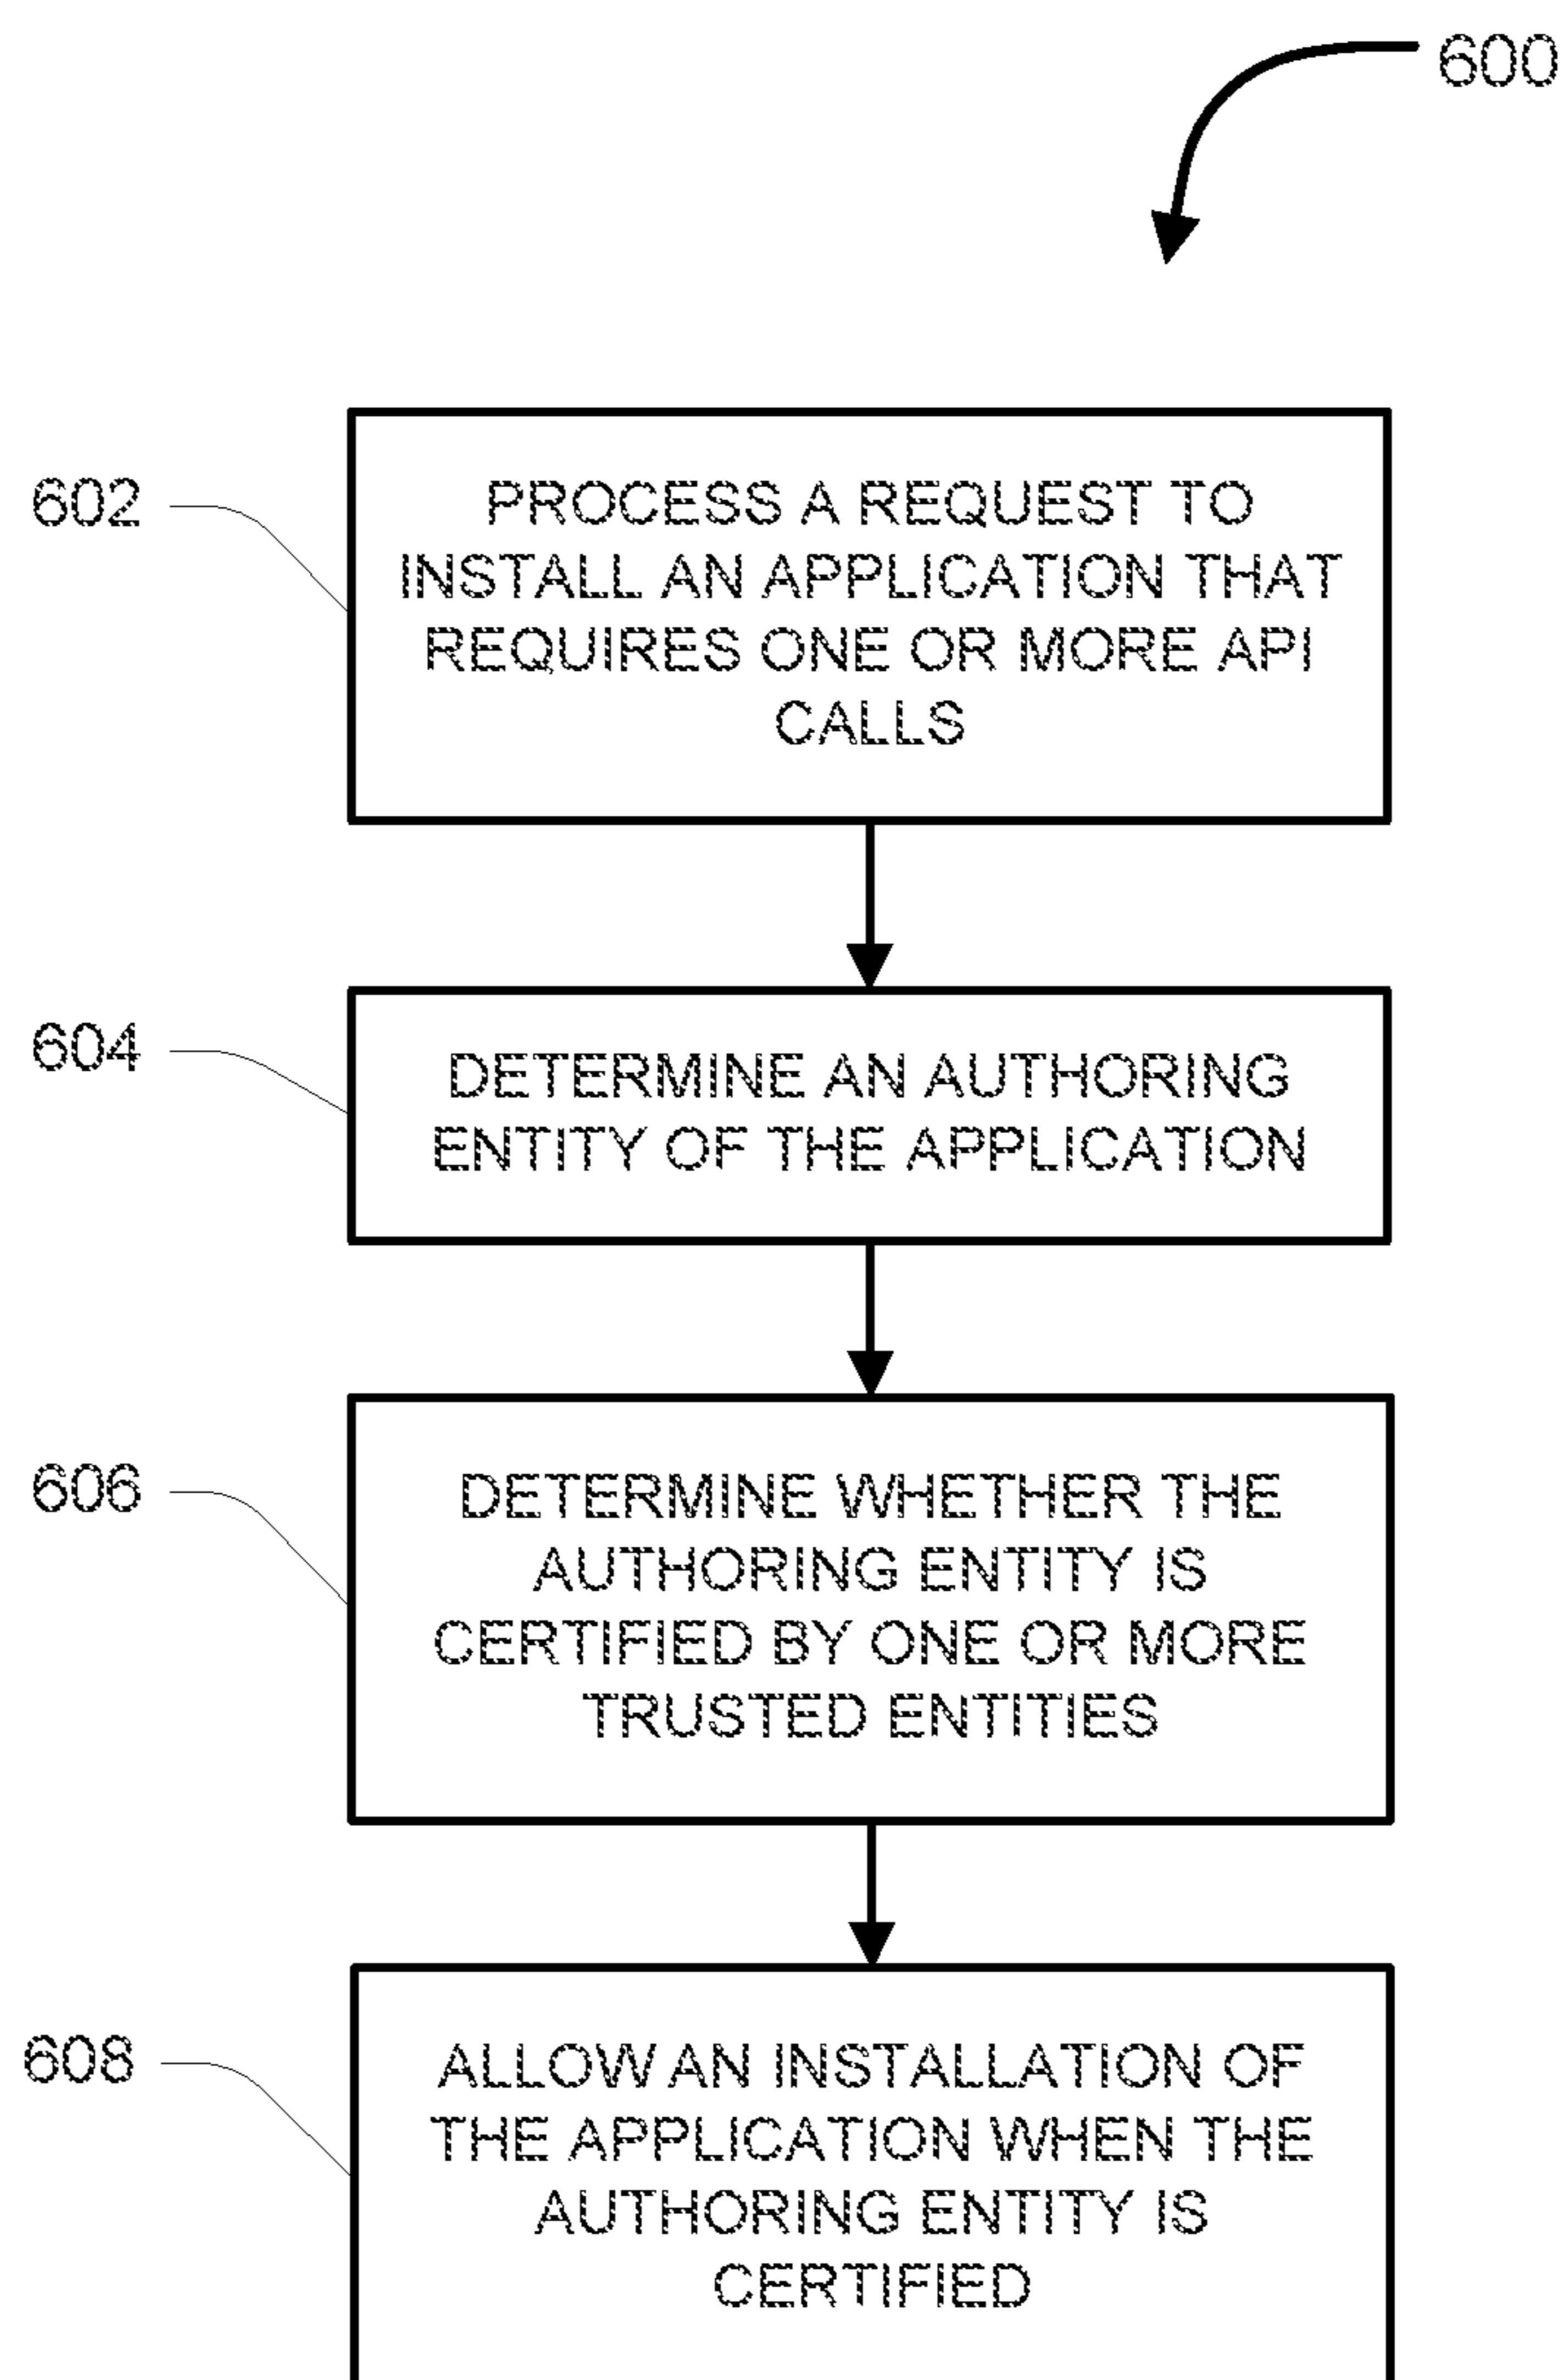 600
602
PROCESS A REQUEST TO
INSTALL AN APPLICATION THAT
REQUIRES ONE OR MORE API
CALLS
604
DETERMINE AN AUTHORING
ENTITY OF THE APPLICATION
606
DETERMINE WHETHER THE
AUTHORING ENTITY IS
CERTIFIED BY ONE OR MORE
TRUSTED ENTITIES
608
ALLOW AN INSTALLATION OF
THE APPLICATION WHEN THE
AUTHORING ENTITY IS
CERTIFIED